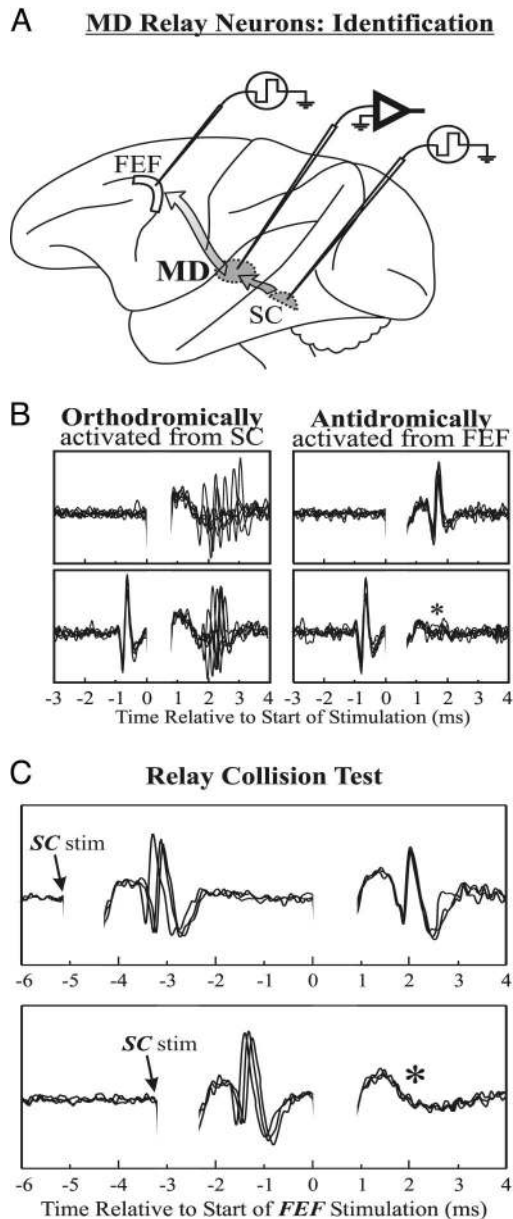 A
MD Relay Neurons: Identification
FEF
MD
SC
B
Orthodromically
activated from SC
Antidromically
activated from FEF
*
-3 -2 -1 0 1 2 3 4
-3 -2 -1 0 1 2 3 4
Time Relative to Start of Stimulation (ms)
C
Relay Collision Test
SC stim
-6 -5 -4 -3 -2 -1 0 1 2 3 4
SC stim
*
-6 -5 -4 -3 -2 -1 0 1 2 3 4
Time Relative to Start of FEF Stimulation (ms)